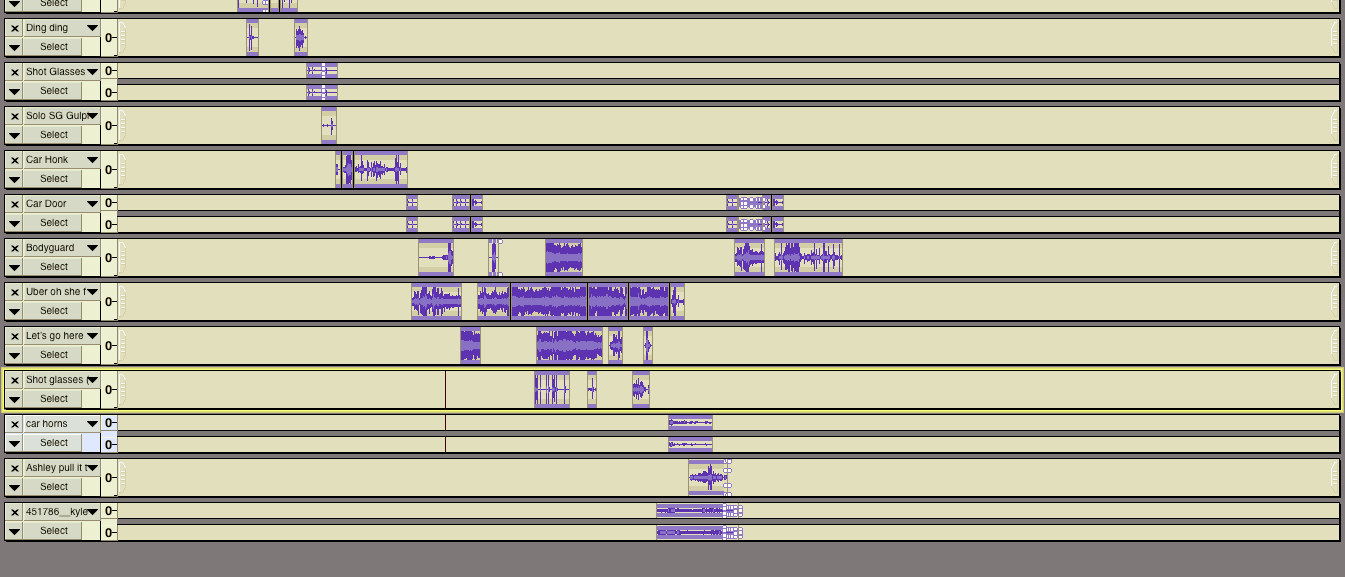 Select
Ding ding
0
Select
Shot Glasses
0
Select
0
Solo SG Gulp
0
Select
Car Honk
0
Select
Car Door
0
Select
0
Bodyguard
0
Select
Uber oh she f
0
Select
Let's go here
0
Select
Shot glasses (
0
Select
car horns
0
Select
0
Ashley pull it t
0
Select
451786__kyle
0
Select
0